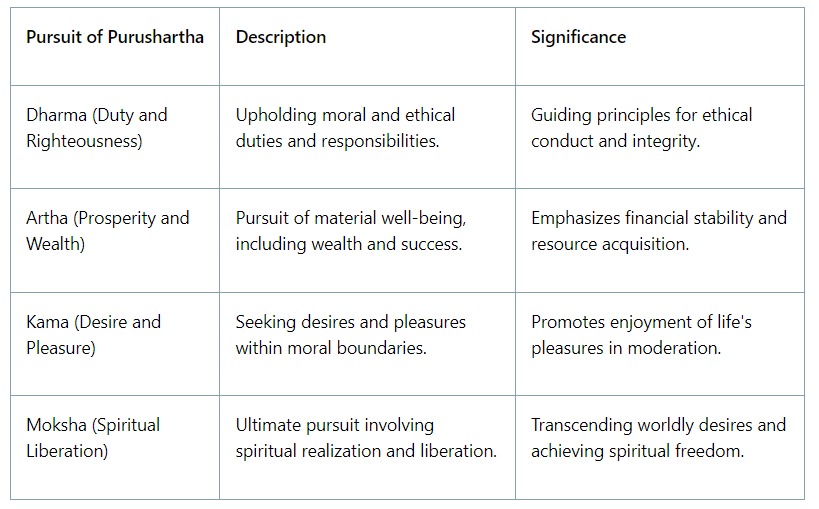 Pursuit of Purushartha
Description
Significance
Dharma (Duty and
Righteousness)
Upholding moral and ethical
duties and responsibilities.
Guiding principles for ethical
conduct and integrity.
Artha (Prosperity and
Wealth)
Pursuit of material well-being,
including wealth and success.
Emphasizes financial stability and
resource acquisition.
Kama (Desire and
Pleasure)
Seeking desires and pleasures
within moral boundaries.
Promotes enjoyment of life's
pleasures in moderation.
Moksha (Spiritual
Liberation)
Ultimate pursuit involving
spiritual realization and liberation.
Transcending worldly desires and
achieving spiritual freedom.